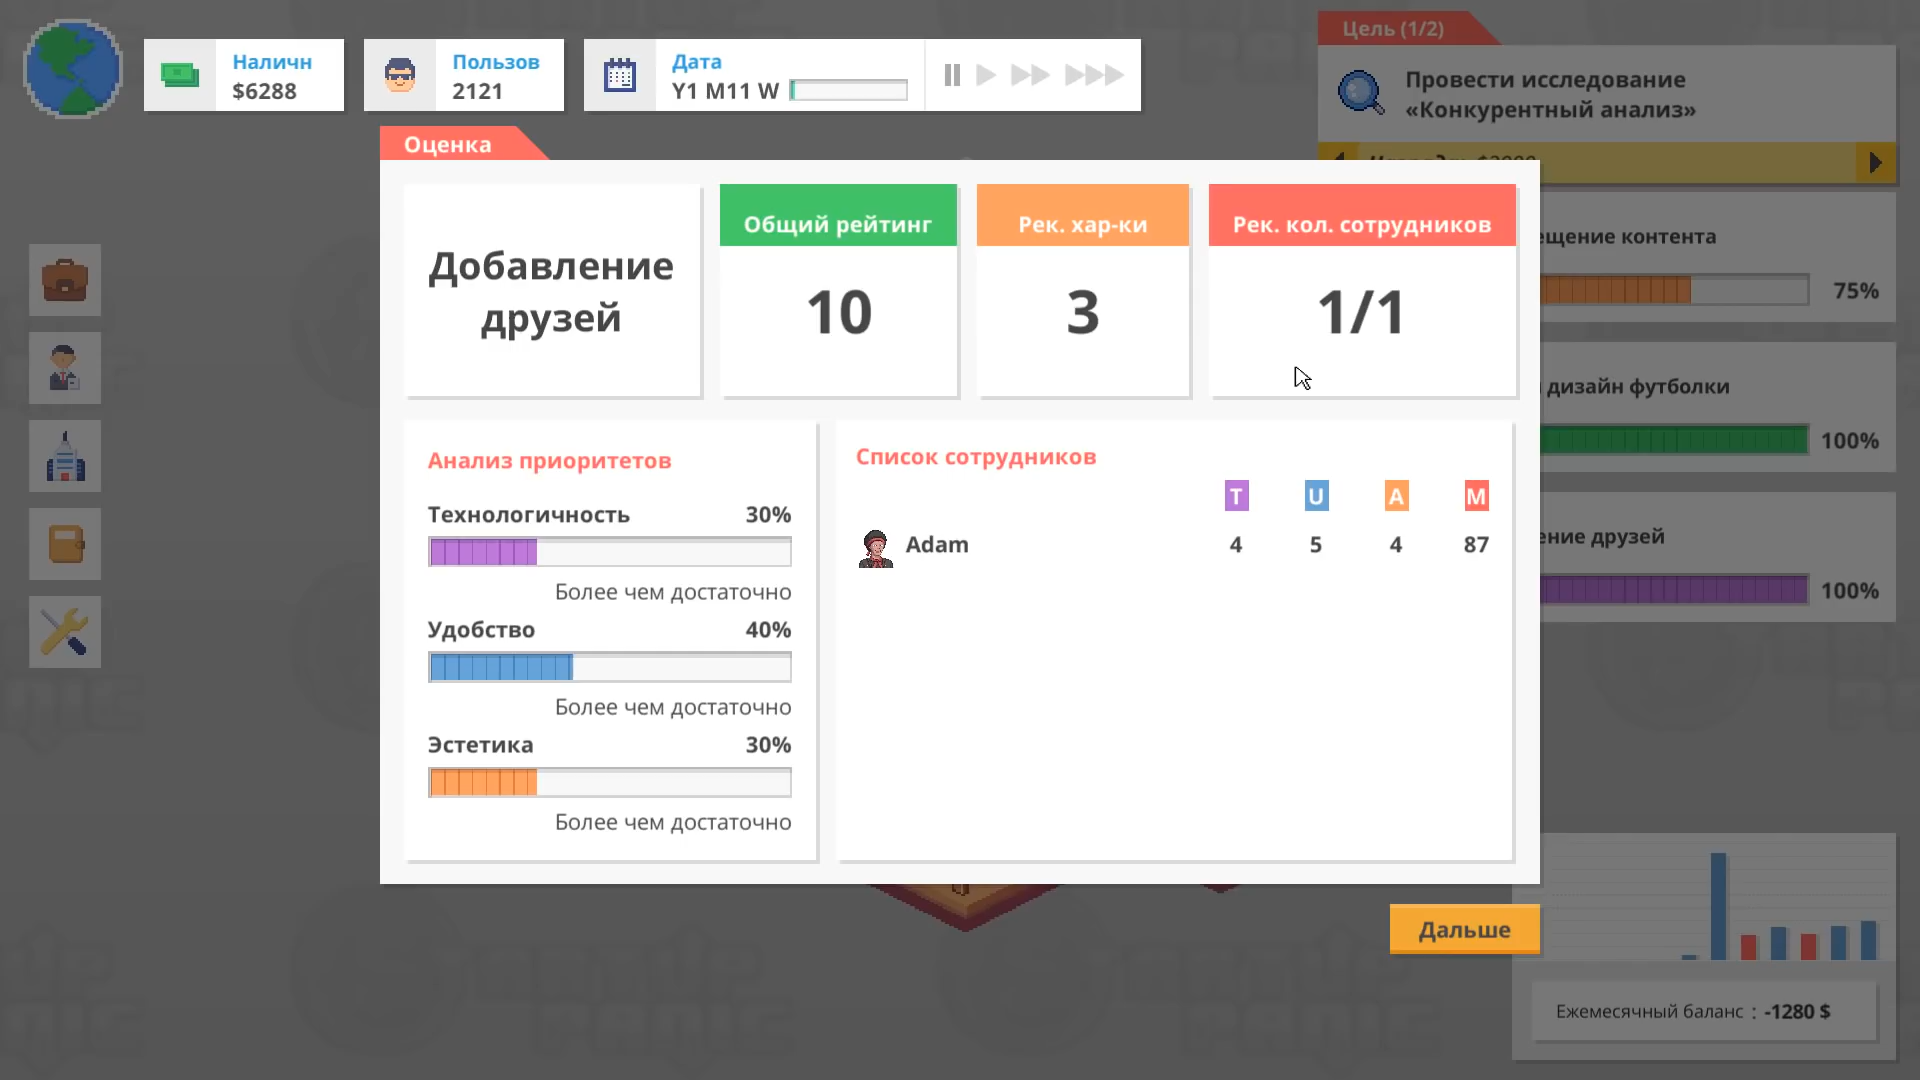 Наличн
$6288
Пользов
2121
Дата
Y1 M11 W
Цель (1/2)
Провести исследование
«Конкурентный анализ»
Оценка
Добавление
друзей
Общий рейтинг
10
Рек. хар-ки
3
Рек. кол. сотрудников
1/1
Анализ приоритетов
Технологичность 30%
Более чем достаточно
Удобство 40%
Более чем достаточно
Эстетика 30%
Более чем достаточно
Список сотрудников
T U A M
Adam 4 5 4 87
ещение контента
75%
дизайн футболки
100%
ение друзей
100%
Дальше
Ежемесячный баланс : -1280 $